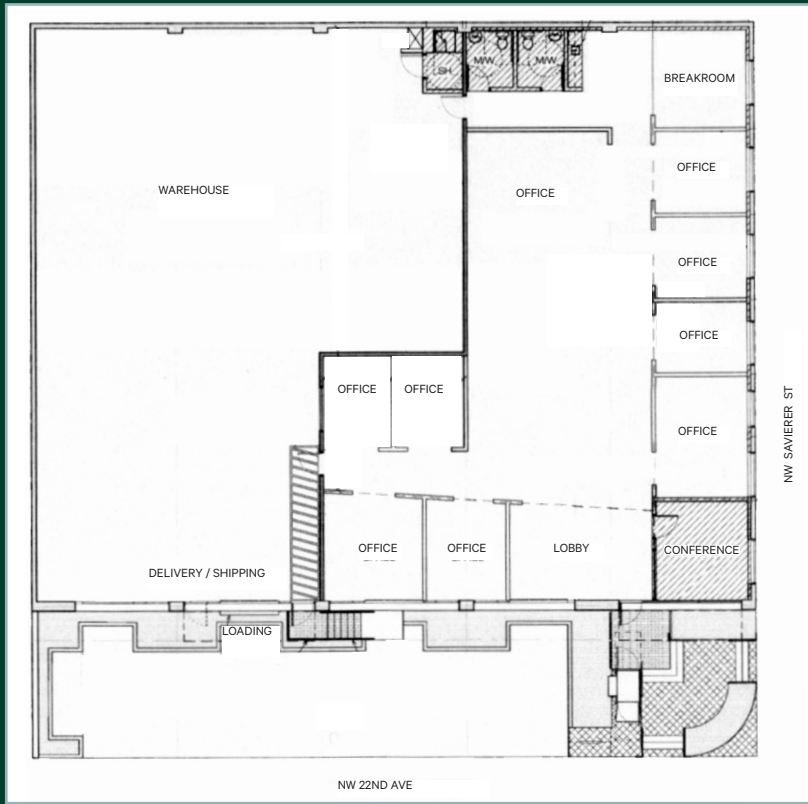 SH
M/W
M/W
BREAKROOM
OFFICE
WAREHOUSE
OFFICE
OFFICE
OFFICE
OFFICE
OFFICE
OFFICE
NW SAVIERER ST
OFFICE
OFFICE
LOBBY
CONFERENCE
DELIVERY / SHIPPING
LOADING
NW 22ND AVE